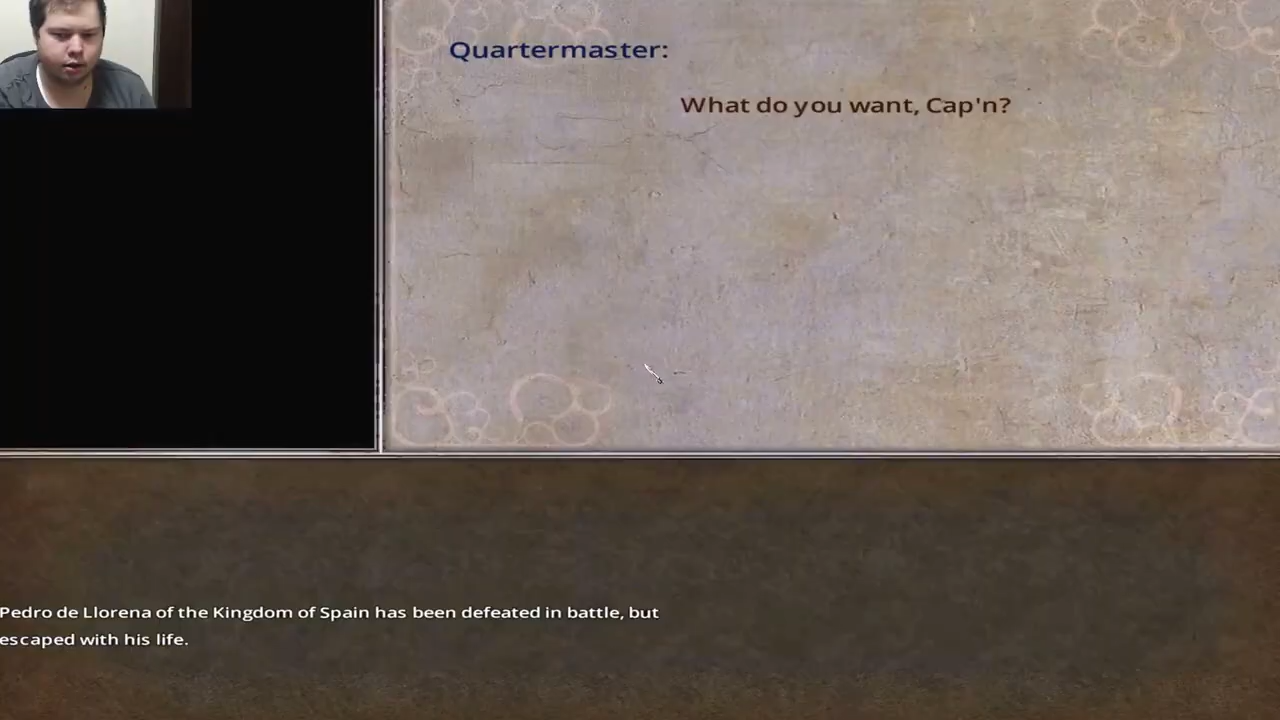 Quartermaster:
What do you want, Cap'n?
Pedro de Llorena of the Kingdom of Spain has been defeated in battle, but
escaped with his life.